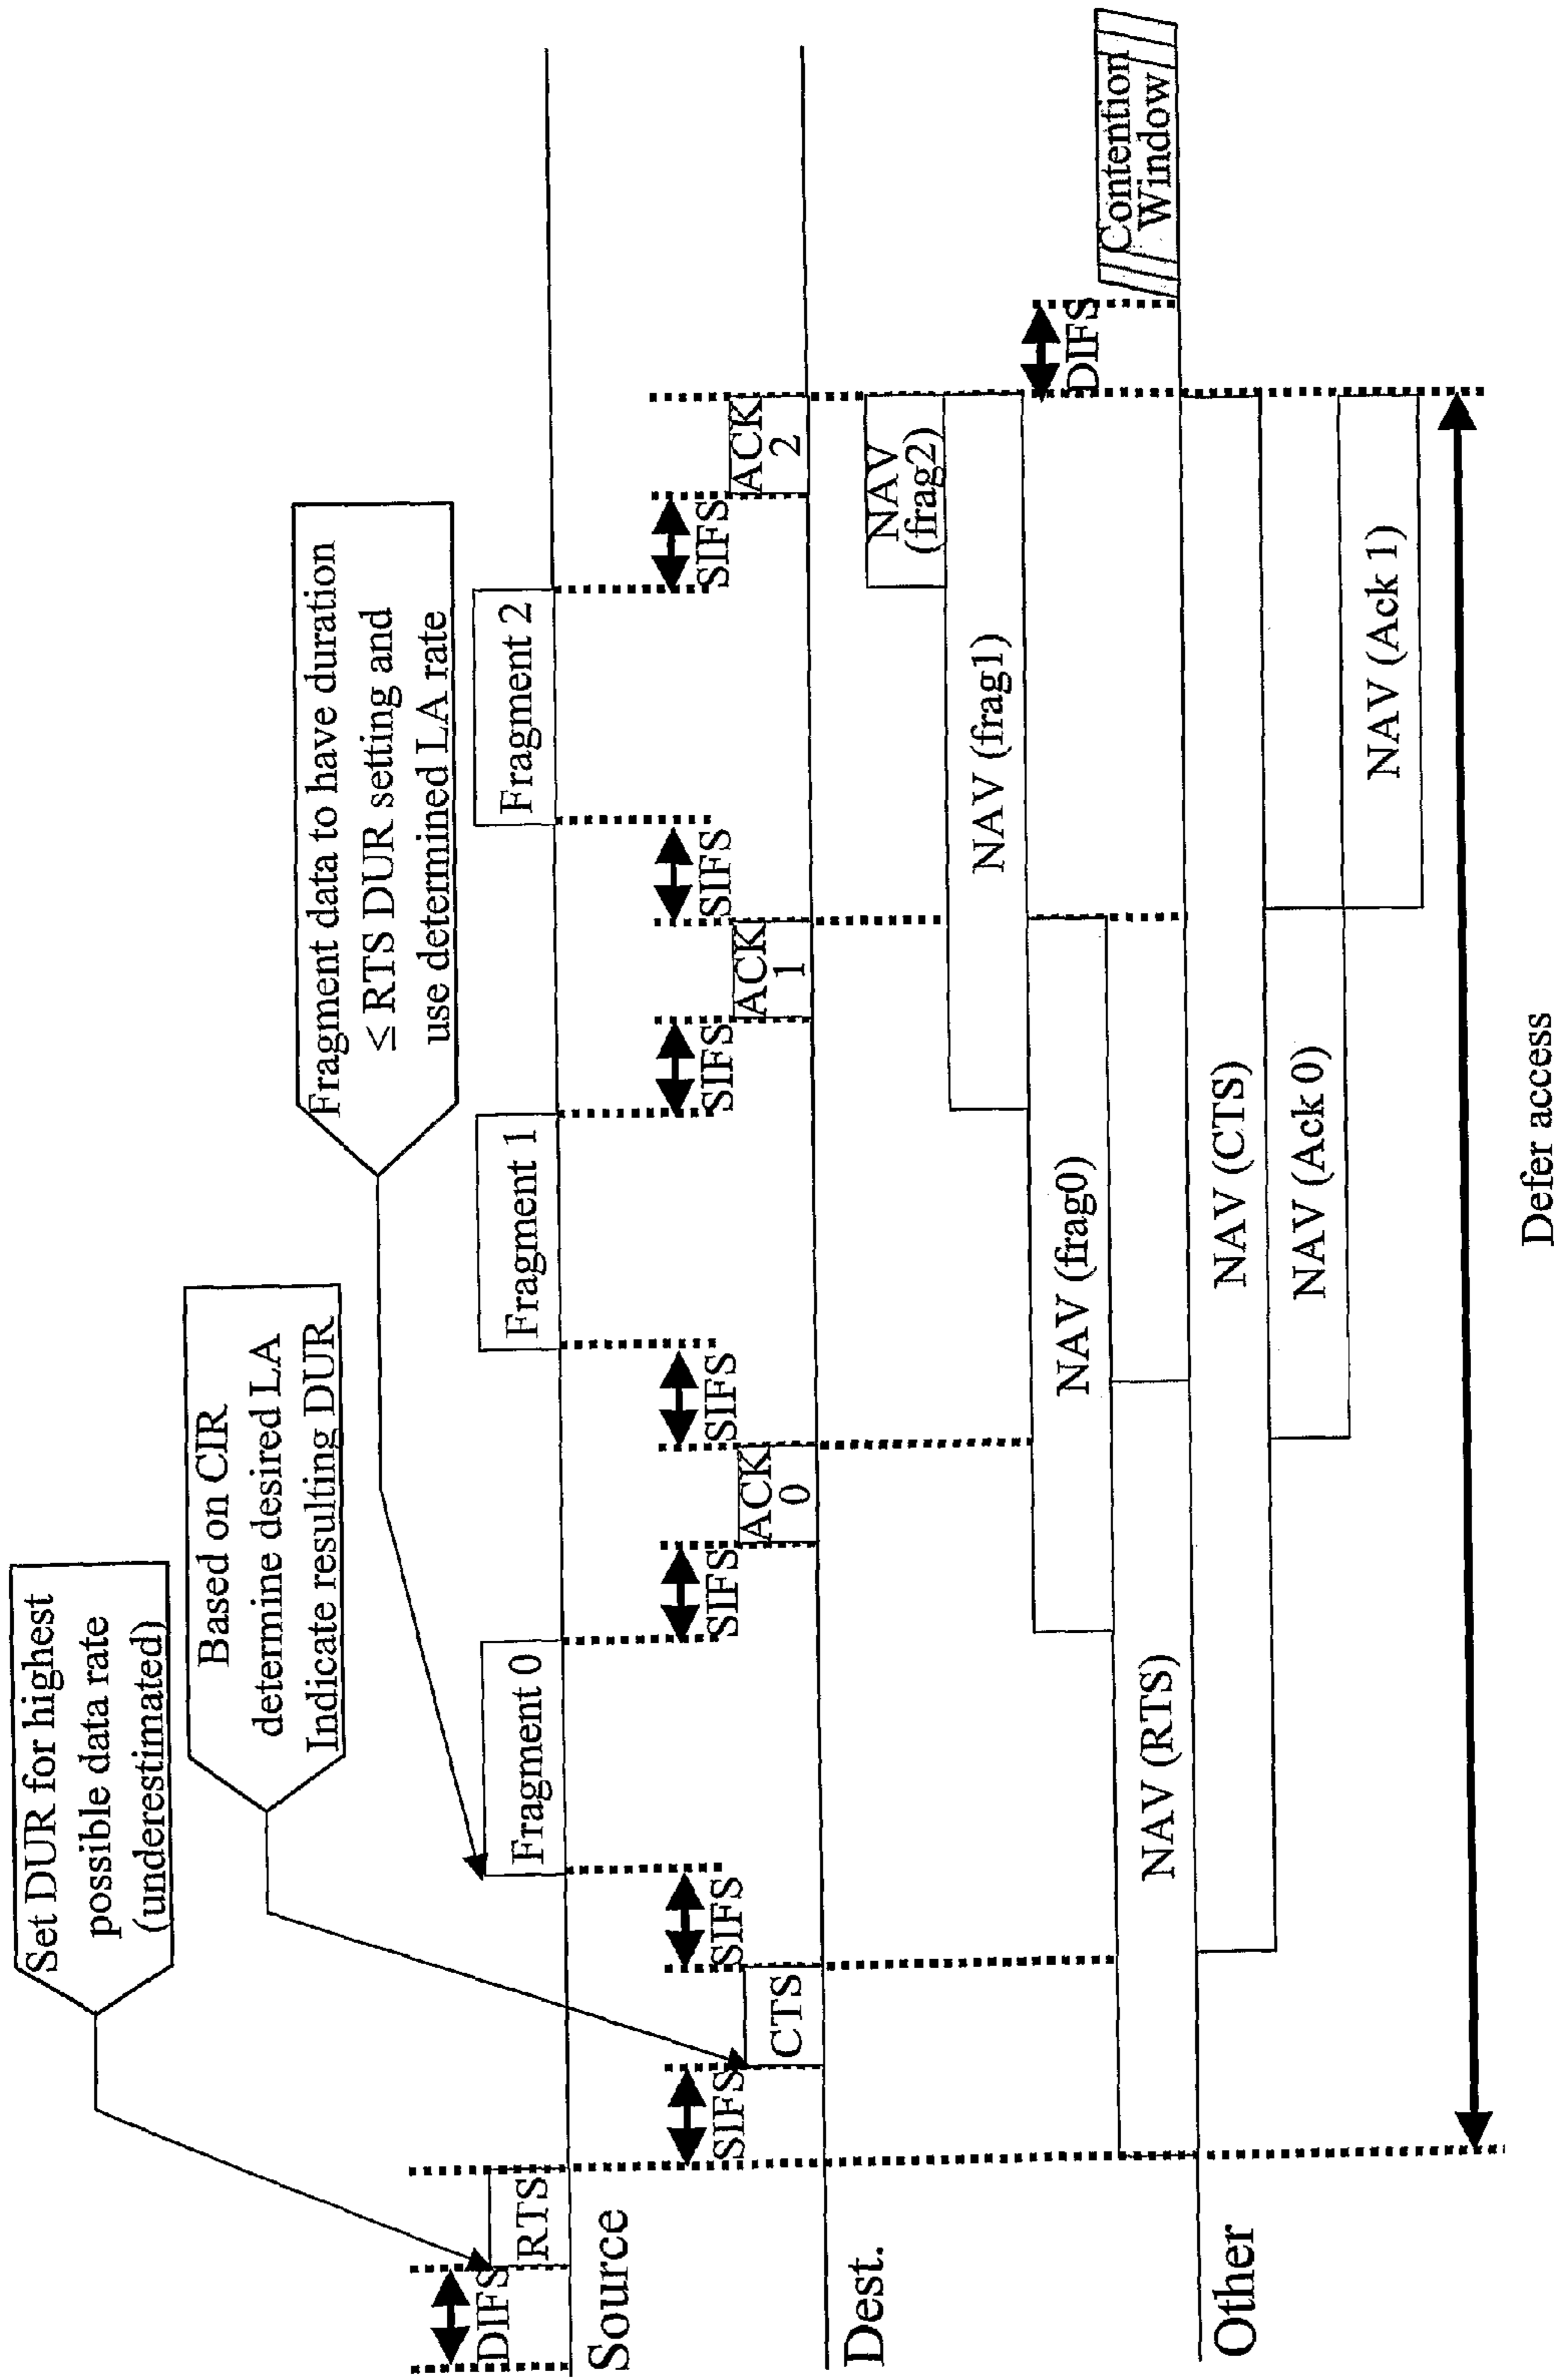 Set DUR for highest
possible data rate
(underestimated)
Based on CIR
determine desired LA
Indicate resulting DUR
Fragment data to have duration
≤ RTS DUR setting and
use determined LA rate
DIFS
RTS
Fragment 0
Fragment 1
Fragment 2
Source
SIFS
CTS
SIFS
SIFS
ACK
0
SIFS
SIFS
ACK
1
SIFS
SIFS
ACK
2
Dest.
NAV
(frag2)
NAV (frag1)
NAV (frag0)
NAV (RTS)
DIFS
Contention
Window
Other
NAV (CTS)
NAV (Ack 0)
NAV (Ack 1)
Defer access